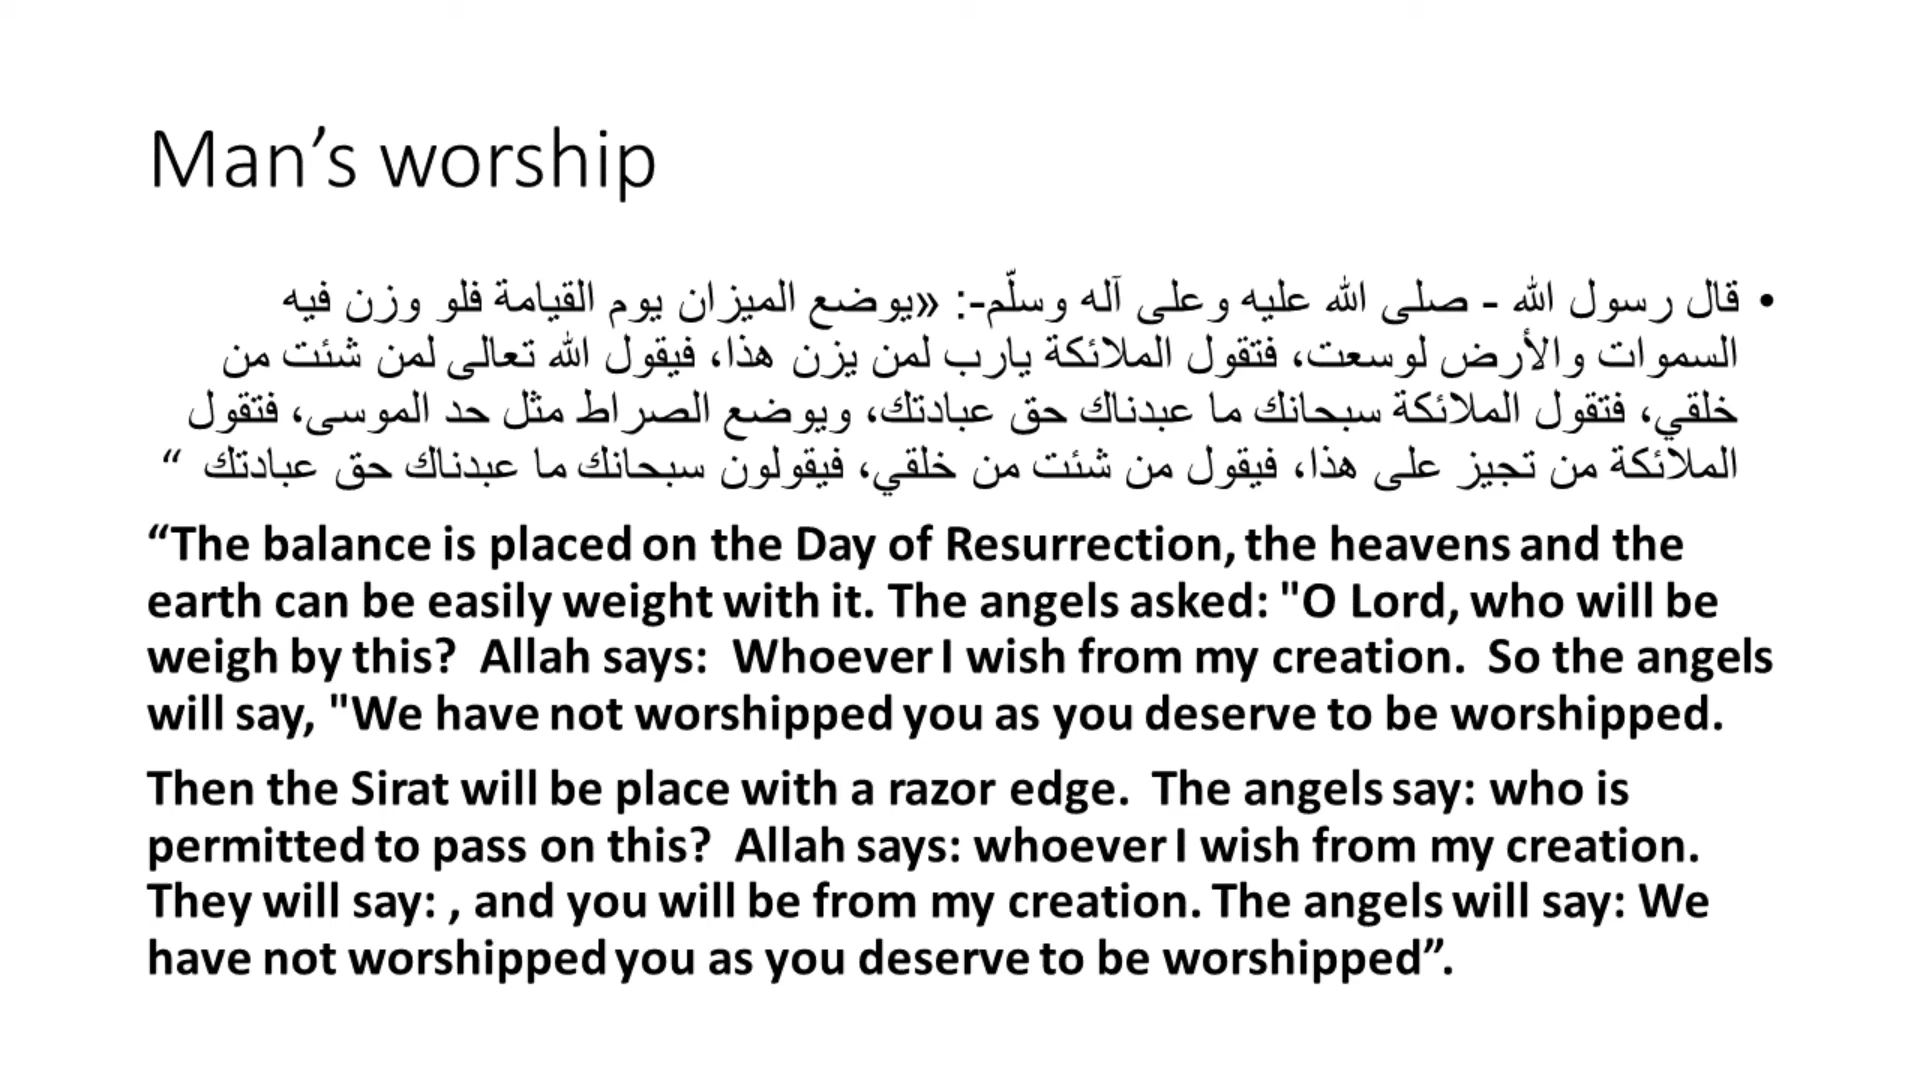 Man’s worship
• قال رسول الله - صلى الله عليه وعلى آله وسلّم-: «يوضع الميزان يوم القيامة فلو وزن فيه
السموات والأرض لوسعت، فتقول الملائكة يارب لمن يزن هذا، فيقول الله تعالى لمن شئت من
خلقي، فتقول الملائكة سبحانك ما عبدناك حق عبادتك، ويوضع الصراط مثل حد الموسى، فتقول
الملائكة من تجيز على هذا، فيقول من شئت من خلقي، فيقولون سبحانك ما عبدناك حق عبادتك “
“The balance is placed on the Day of Resurrection, the heavens and the
earth can be easily weight with it. The angels asked: "O Lord, who will be
weigh by this?  Allah says:  Whoever I wish from my creation.  So the angels
will say, "We have not worshipped you as you deserve to be worshipped.
Then the Sirat will be place with a razor edge.  The angels say: who is
permitted to pass on this?  Allah says: whoever I wish from my creation.
They will say: , and you will be from my creation. The angels will say: We
have not worshipped you as you deserve to be worshipped”.